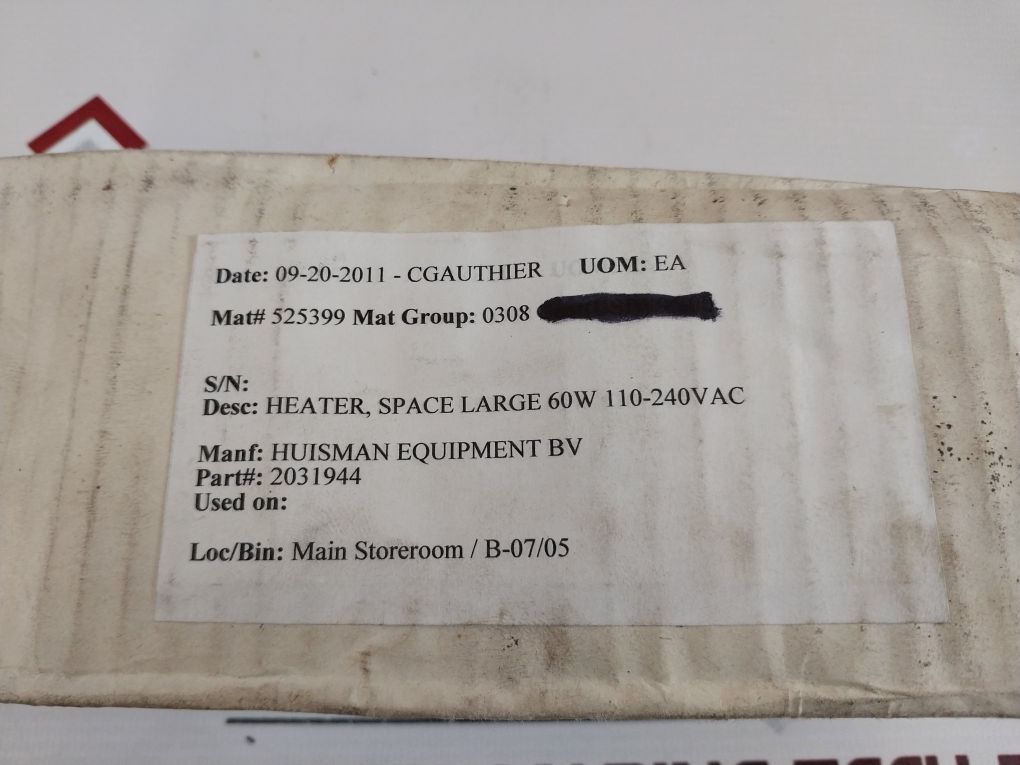 Date: 09-20-2011 - CGAUTHIER UOM: EA
Mat# 525399 Mat Group: 0308
S/N:
Desc: HEATER, SPACE LARGE 60W 110-240VAC
Manf: HUISMAN EQUIPMENT BV
Part#: 2031944
Used on:
Loc/Bin: Main Storeroom / B-07/05